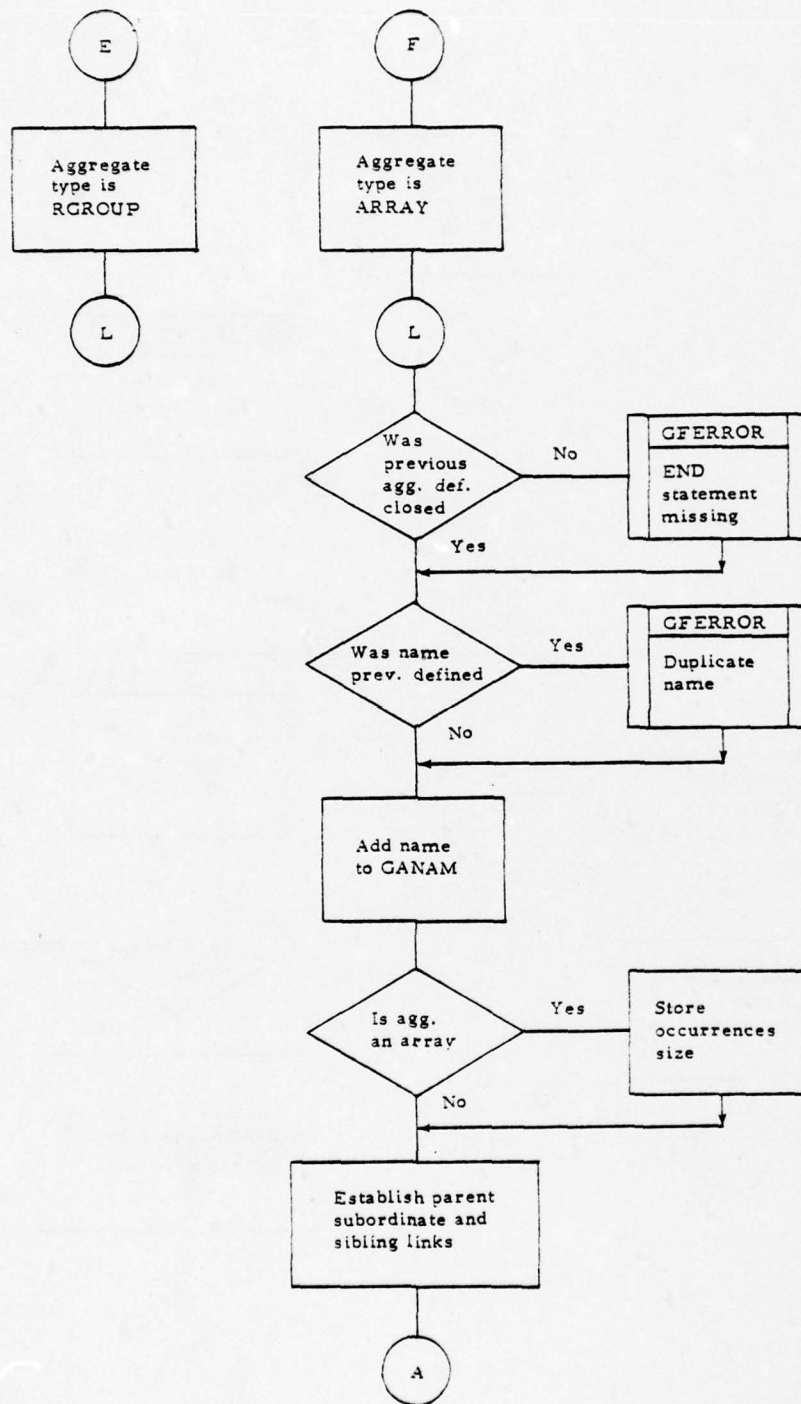 E
F
Aggregate
type is
RGROUP
Aggregate
type is
ARRAY
L
L
Was
previous
agg. def.
closed
No
GFERROR
END
statement
missing
Yes
Was name
prev. defined
Yes
GFERROR
Duplicate
name
No
Add name
to GANAM
Is agg.
an array
Yes
Store
occurrences
size
No
Establish parent
subordinate and
sibling links
A